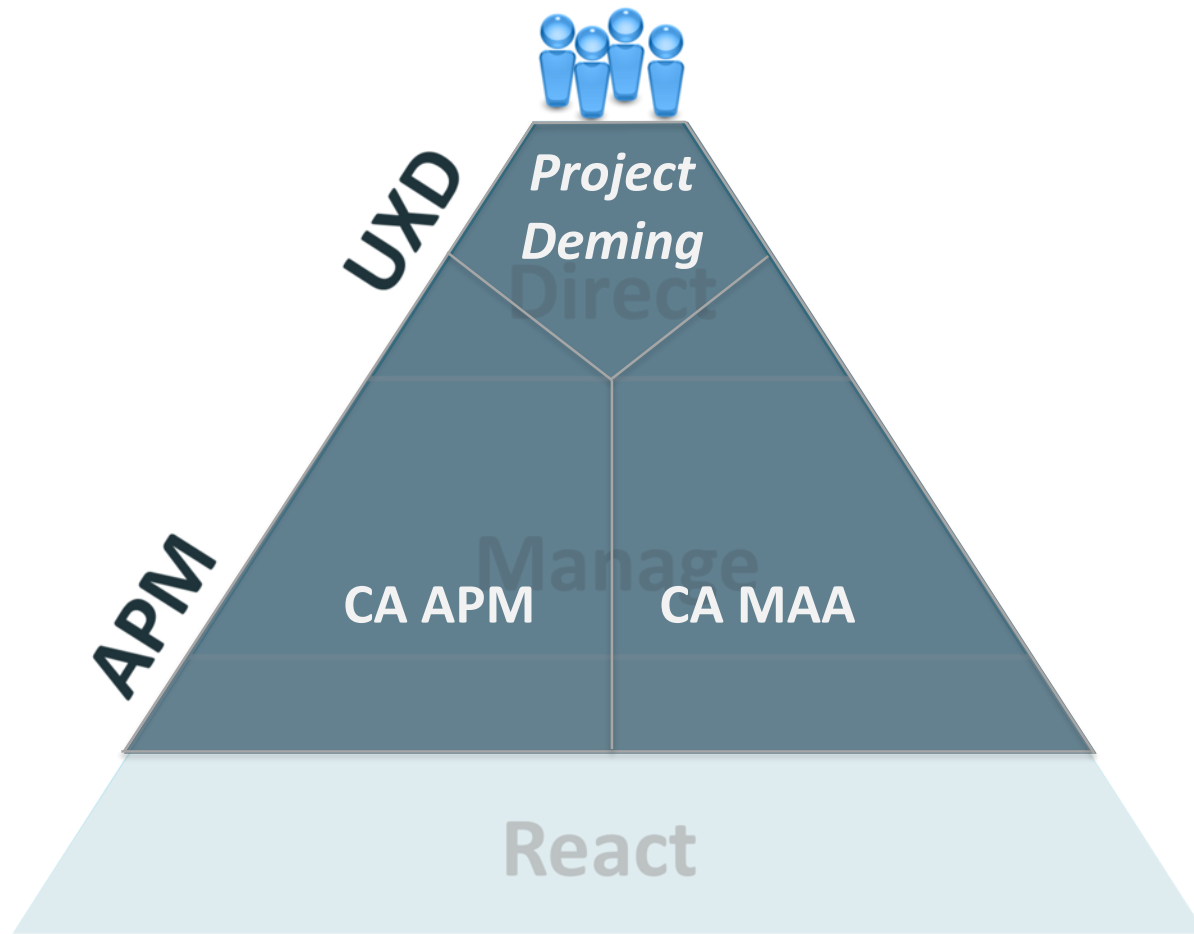 Project
Deming
UXD
Direct
Manage
CA APM
CA MAA
APM
React